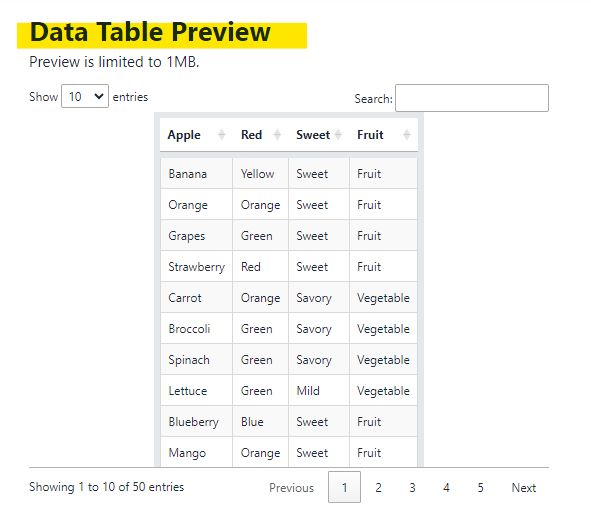 Data Table Preview
Preview is limited to 1MB.
Show 10 entries Search:
Apple Red Sweet Fruit
Banana Yellow Sweet Fruit
Orange Orange Sweet Fruit
Grapes Green Sweet Fruit
Strawberry Red Sweet Fruit
Carrot Orange Savory Vegetable
Broccoli Green Savory Vegetable
Spinach Green Savory Vegetable
Lettuce Green Mild Vegetable
Blueberry Blue Sweet Fruit
Mango Orange Sweet Fruit
Showing 1 to 10 of 50 entries Previous 1 2 3 4 5 Next